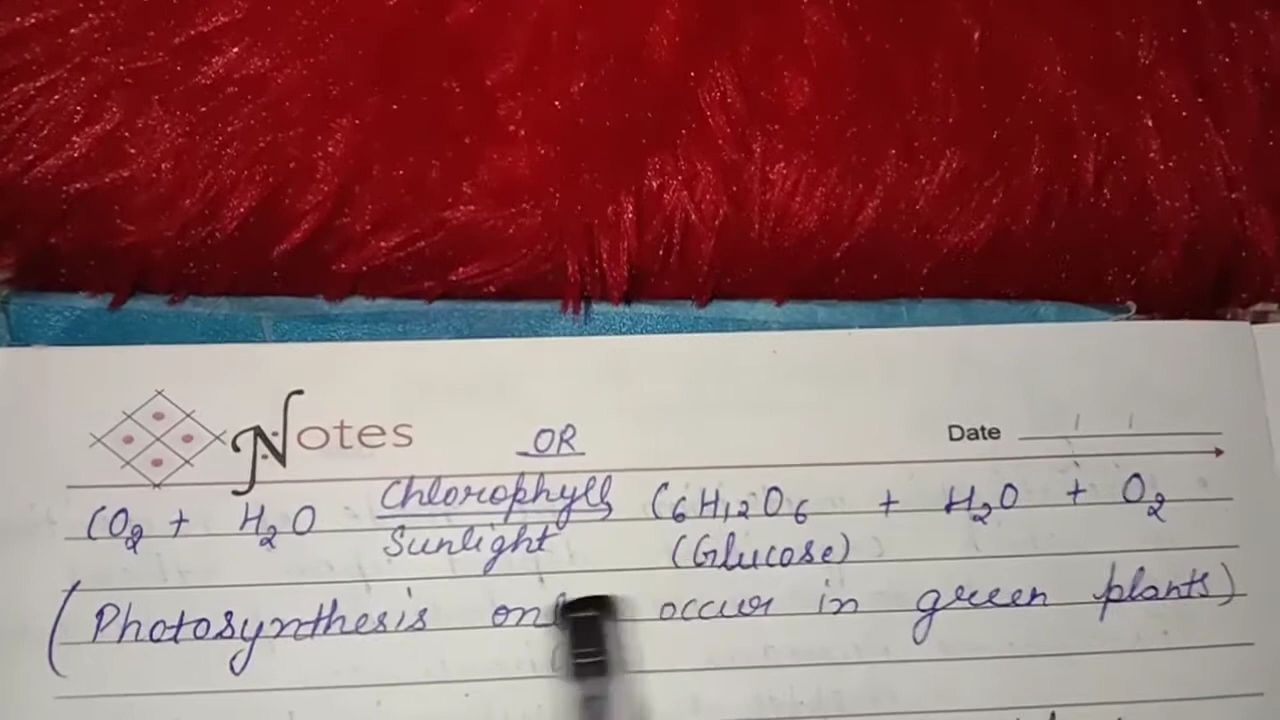 Notes
OR
Date
CO2 + H2O Chlorophyll C6H12O6 + H2O + O2
Sunlight (Glucose)
(Photosynthesis occur in green plants)